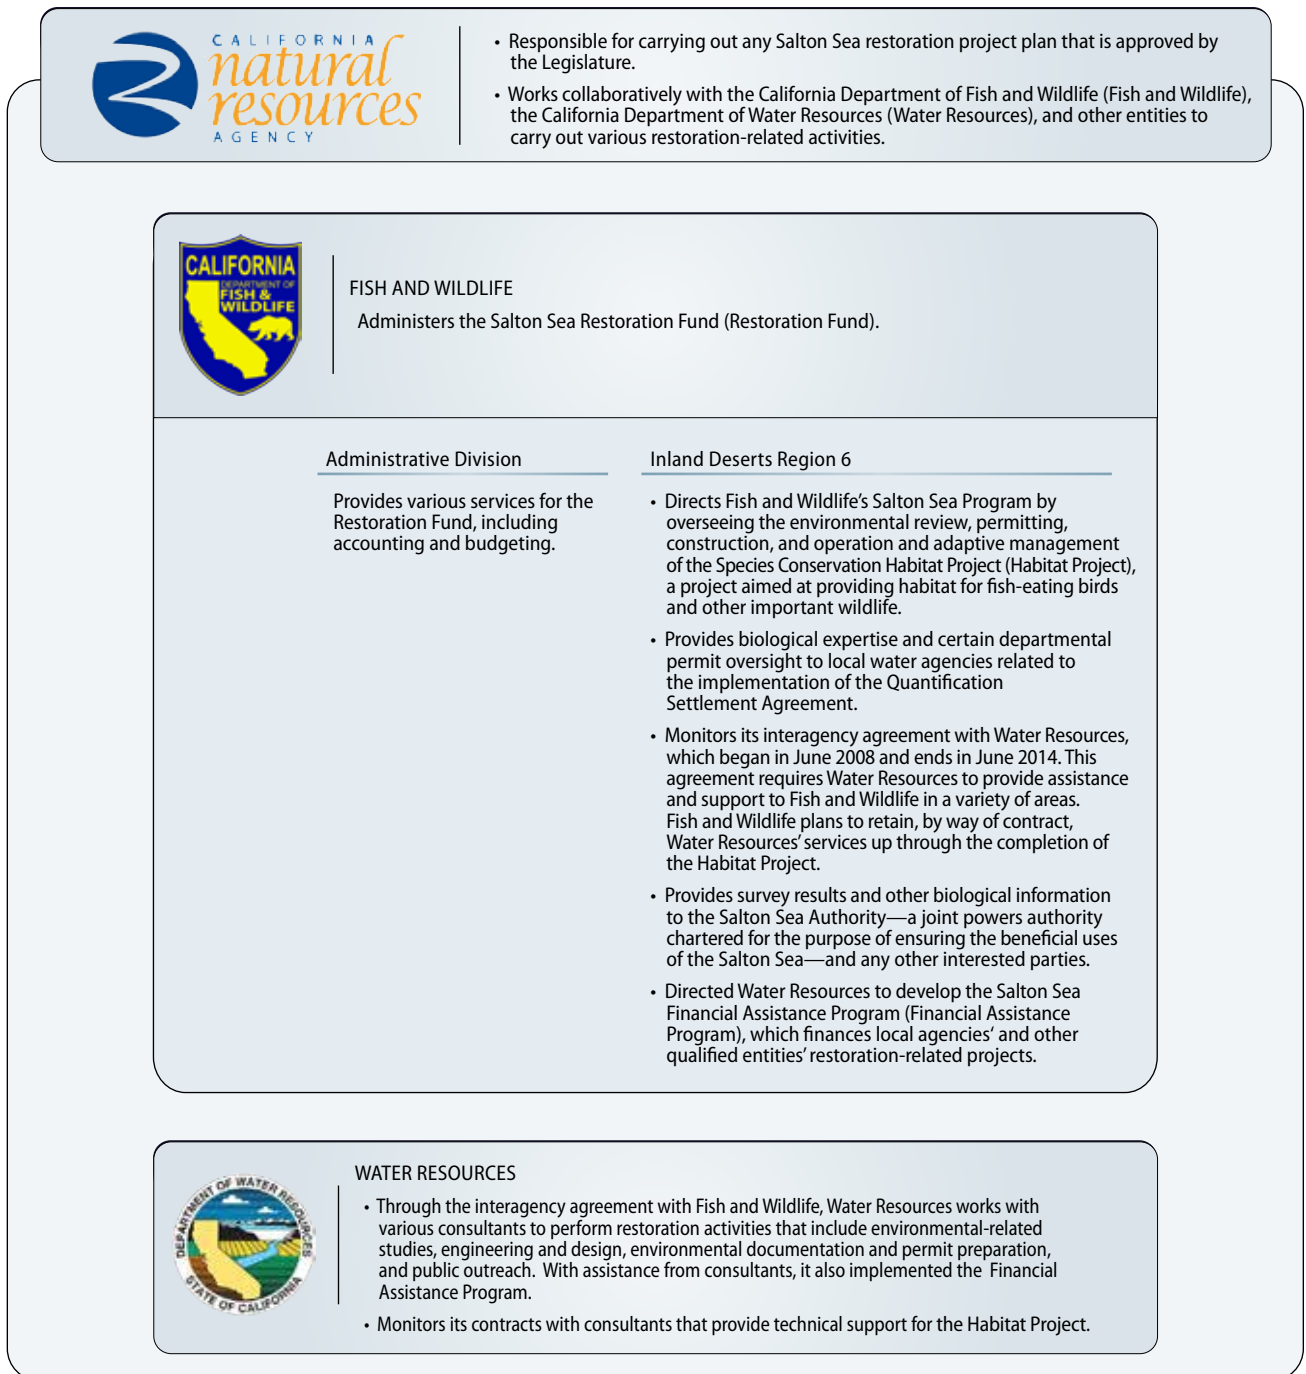 CALIFORNIA
natural
resources
AGENCY
• Responsible for carrying out any Salton Sea restoration project plan that is approved by
the Legislature.
• Works collaboratively with the California Department of Fish and Wildlife (Fish and Wildlife),
the California Department of Water Resources (Water Resources), and other entities to
carry out various restoration-related activities.
CALIFORNIA
DEPARTMENT OF
FISH &
WILDLIFE
FISH AND WILDLIFE
Administers the Salton Sea Restoration Fund (Restoration Fund).
Administrative Division
Provides various services for the
Restoration Fund, including
accounting and budgeting.
Inland Deserts Region 6
• Directs Fish and Wildlife’s Salton Sea Program by
overseeing the environmental review, permitting,
construction, and operation and adaptive management
of the Species Conservation Habitat Project (Habitat Project),
a project aimed at providing habitat for fish-eating birds
and other important wildlife.
• Provides biological expertise and certain departmental
permit oversight to local water agencies related to
the implementation of the Quantification
Settlement Agreement.
• Monitors its interagency agreement with Water Resources,
which began in June 2008 and ends in June 2014. This
agreement requires Water Resources to provide assistance
and support to Fish and Wildlife in a variety of areas.
Fish and Wildlife plans to retain, by way of contract,
Water Resources’ services up through the completion of
the Habitat Project.
• Provides survey results and other biological information
to the Salton Sea Authority—a joint powers authority
chartered for the purpose of ensuring the beneficial uses
of the Salton Sea—and any other interested parties.
• Directed Water Resources to develop the Salton Sea
Financial Assistance Program (Financial Assistance
Program), which finances local agencies‘ and other
qualified entities’ restoration-related projects.
DEPARTMENT OF WATER RESOURCES
STATE OF CALIFORNIA
WATER RESOURCES
• Through the interagency agreement with Fish and Wildlife, Water Resources works with
various consultants to perform restoration activities that include environmental-related
studies, engineering and design, environmental documentation and permit preparation,
and public outreach. With assistance from consultants, it also implemented the Financial
Assistance Program.
• Monitors its contracts with consultants that provide technical support for the Habitat Project.